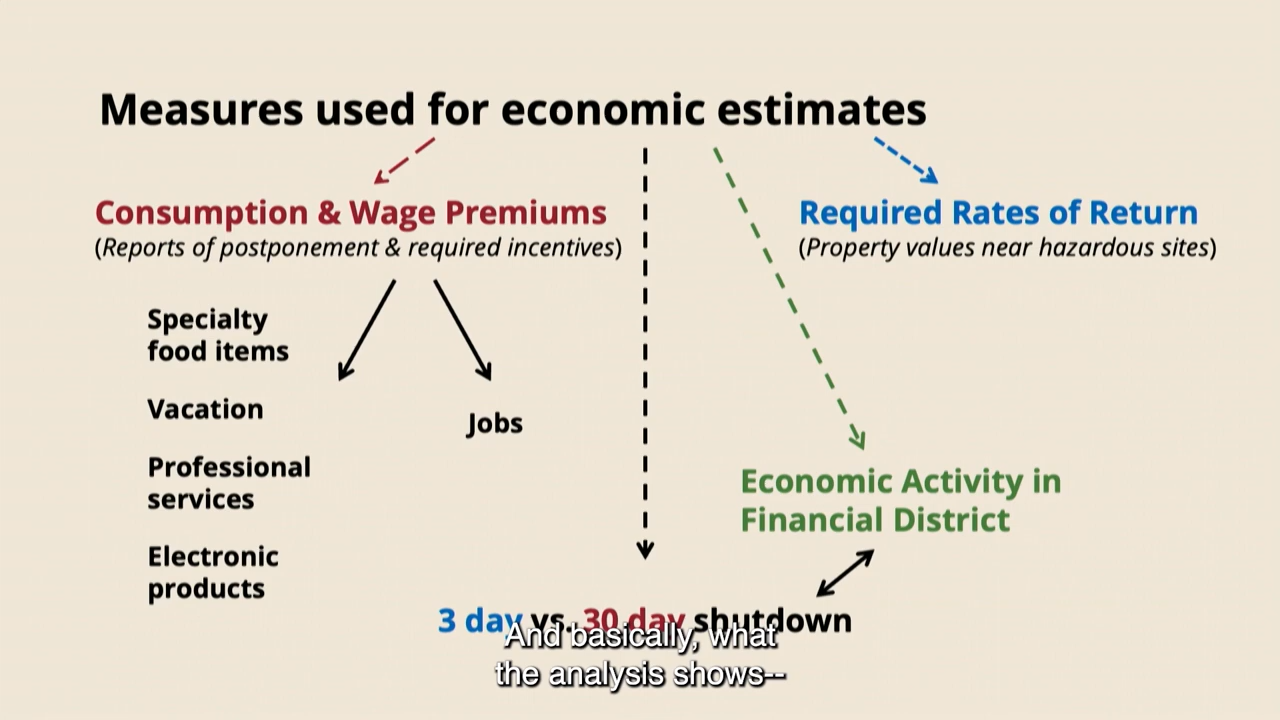 Measures used for economic estimates
Consumption & Wage Premiums
(Reports of postponement & required incentives)
Required Rates of Return
(Property values near hazardous sites)
Specialty
food items
Vacation
Professional
services
Electronic
products
Jobs
Economic Activity in
Financial District
3 day vs. 30 day shutdown
And basically, what
the analysis shows--